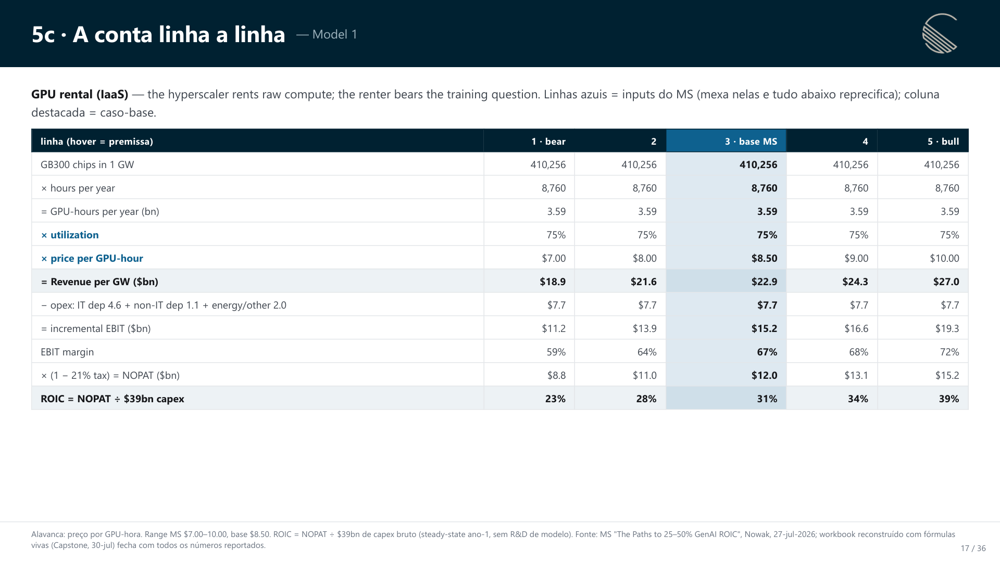 5c · A conta linha a linha — Model 1
GPU rental (IaaS) — the hyperscaler rents raw compute; the renter bears the training question. Linhas azuis = inputs do MS (mexa nelas e tudo abaixo reprecifica); coluna
destacada = caso-base.
linha (hover = premissa) 1 · bear 2 3 · base MS 4 5 · bull
GB300 chips in 1 GW 410,256 410,256 410,256 410,256 410,256
× hours per year 8,760 8,760 8,760 8,760 8,760
= GPU-hours per year (bn) 3.59 3.59 3.59 3.59 3.59
× utilization 75% 75% 75% 75% 75%
× price per GPU-hour $7.00 $8.00 $8.50 $9.00 $10.00
= Revenue per GW ($bn) $18.9 $21.6 $22.9 $24.3 $27.0
− opex: IT dep 4.6 + non-IT dep 1.1 + energy/other 2.0 $7.7 $7.7 $7.7 $7.7 $7.7
= incremental EBIT ($bn) $11.2 $13.9 $15.2 $16.6 $19.3
EBIT margin 59% 64% 67% 68% 72%
× (1 − 21% tax) = NOPAT ($bn) $8.8 $11.0 $12.0 $13.1 $15.2
ROIC = NOPAT ÷ $39bn capex 23% 28% 31% 34% 39%
Alavanca: preço por GPU-hora. Range MS $7.00–10.00, base $8.50. ROIC = NOPAT ÷ $39bn de capex bruto (steady-state ano-1, sem R&D de modelo). Fonte: MS "The Paths to 25–50% GenAI ROIC", Nowak, 27-jul-2026; workbook reconstruído com fórmulas
vivas (Capstone, 30-jul) fecha com todos os números reportados.
17 / 36